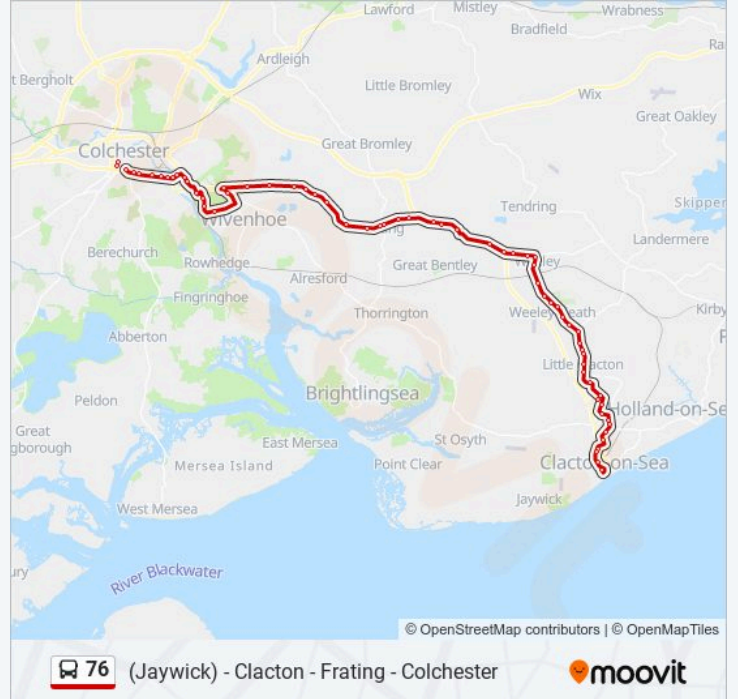 Lawford
Mistley
Wrabness
Bradfield
Ra
Ardleigh
t Bergholt
Little Bromley
Wix
Great Oakley
Great Bromley
Colchester
8
Skipper
Tendring
Wivenhoe
Landermere
Berechurch
Rowhedge
Great Bentley
Alresford
Fingringhoe
Thorrington
Kirby
Abberton
Little Clacton
Peldon
Brightlingsea
Holland-on-Se
Great
gborough
East Mersea
St Osyth
Mersea Island
Point Clear
Clacton-on-Sea
Jaywick
West Mersea
ury
River Blackwater
© OpenStreetMap contributors | © OpenMapTiles
76 (Jaywick) - Clacton - Frating - Colchester
moovit